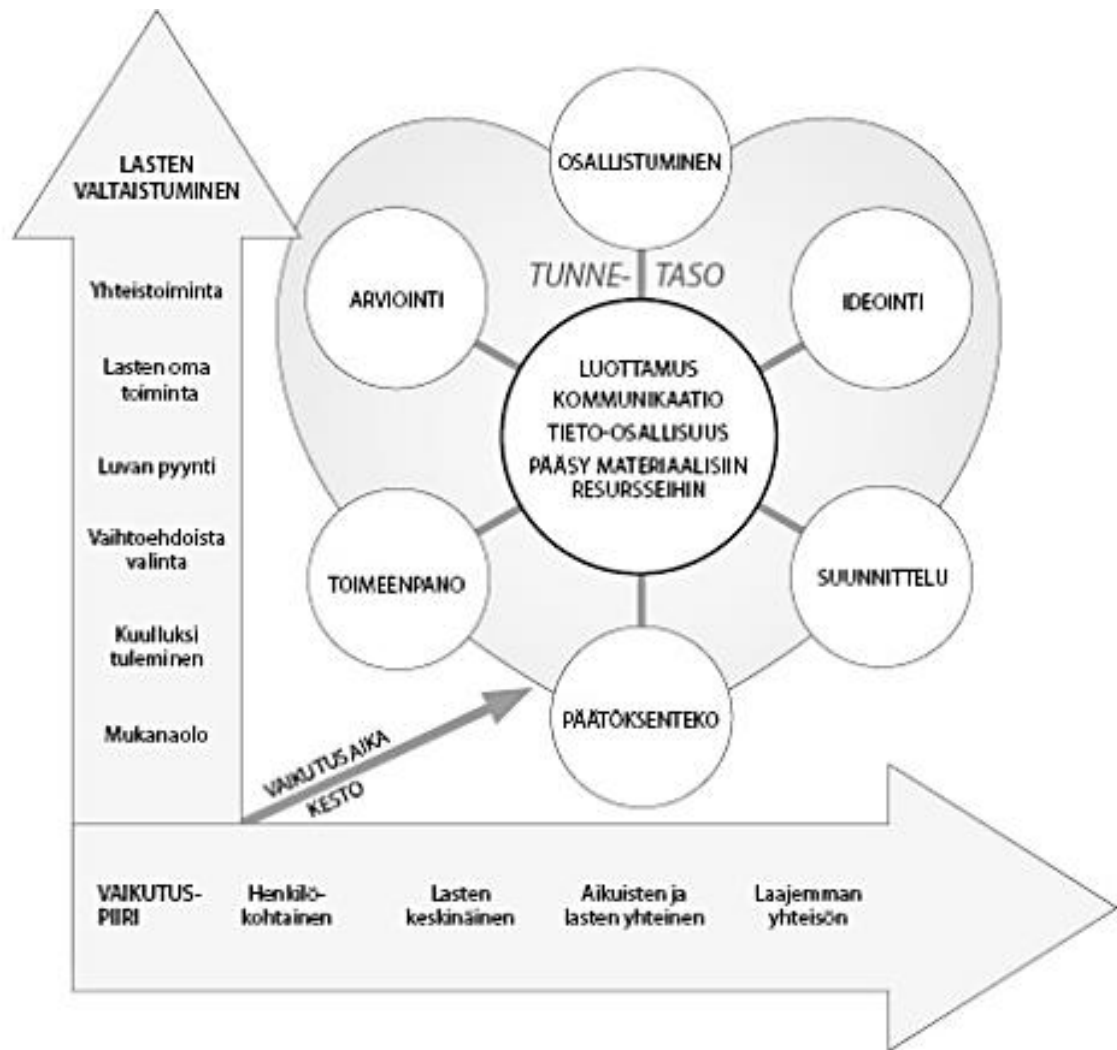 LASTEN
VALTAISTUMINEN
Yhteistoiminta
Lasten oma
toiminta
Luvan pyynti
Vaihtoehdoista
valinta
Kuulluksi
tuleminen
Mukanaolo
OSALLISTUMINEN
TUNNE- TASO
ARVIOINTI
IDEOINTI
LUOTTAMUS
KOMMUNIKAATIO
TIETO-OSALLISUUS
PÄÄSY MATERIAALISIIN
RESURSSEIHIN
TOIMEENPANO
SUUNNITTELU
PÄÄTÖKSENTEKO
VAIKUTUSAIKA
KESTO
VAIKUTUS-
PIIRI
Henkilö-
kohtainen
Lasten
keskinäinen
Aikuisten ja
lasten yhteinen
Laajemman
yhteisön